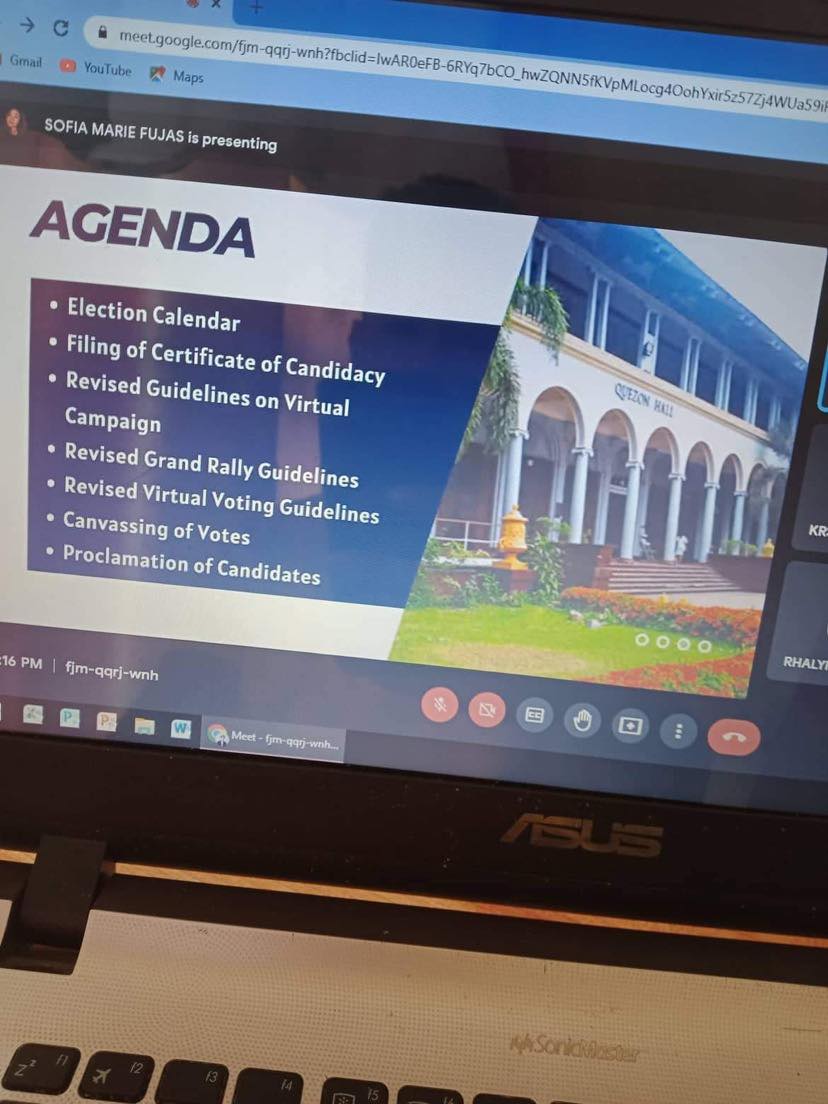 meet.google.com/fjm-qqrj-wnh?fbclid=IwAR0eFB-6RYq7bCO_hwZQNN5fKVpMLocg4OohYxir5z57Zj4WUa59i
Gmail YouTube Maps
SOFIA MARIE FUJAS is presenting
AGENDA
• Election Calendar
• Filing of Certificate of Candidacy
• Revised Guidelines on Virtual
Campaign
• Revised Grand Rally Guidelines
• Revised Virtual Voting Guidelines
• Canvassing of Votes
• Proclamation of Candidates
QUEZON HALL
:16 PM | fjm-qqrj-wnh
Meet - fjm-qqrj-wnh...
ASUS
SonicMaster
f1
f2
f3
f4
f5
f6